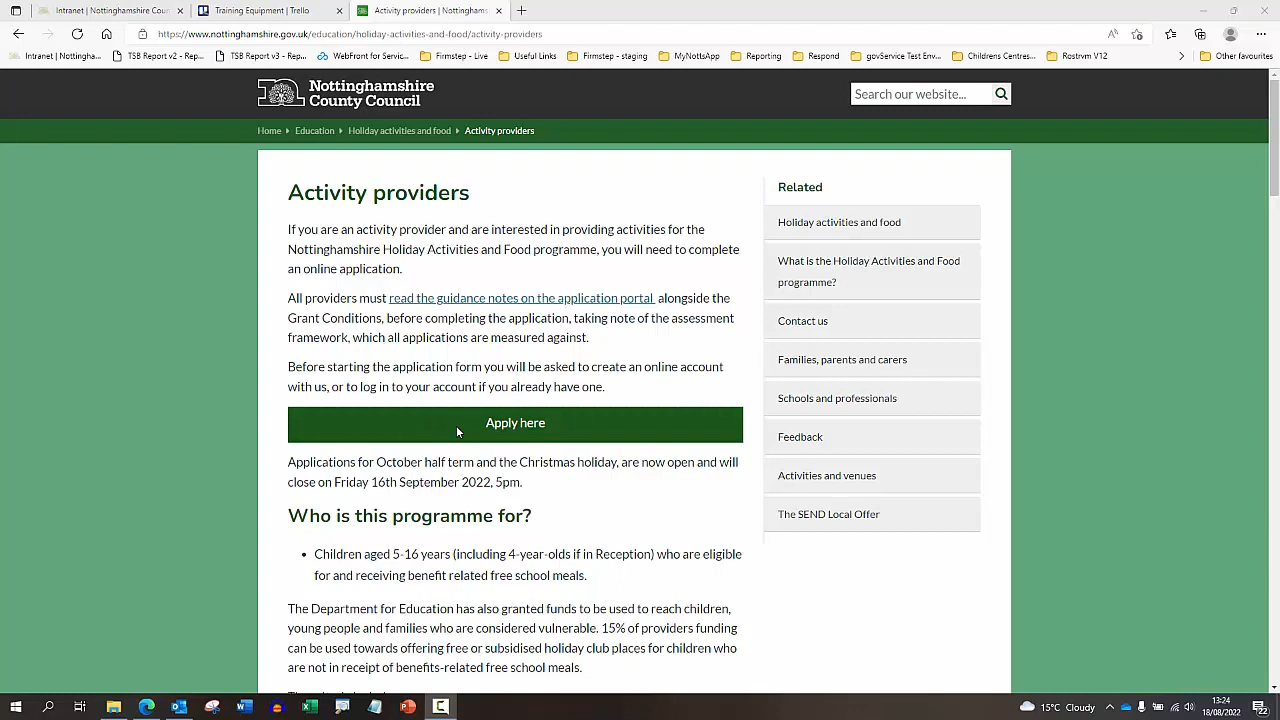 Intranet | Nottinghamshire Coun
Training Equipment | Trello
Activity providers | Nottinghams
https://www.nottinghamshire.gov.uk/education/holiday-activities-and-food/activity-providers
Intranet | Nottingha...
TSB Report v2 - Rep...
TSB Report v3 - Rep...
WebFront for Servic...
Firmstep - Live
Useful Links
Firmstep - staging
MyNottsApp
Reporting
Respond
govService Test Env...
Childrens Centres...
Rostrvm V12
Other favourites
Nottinghamshire
County Council
Search our website...
Home
Education
Holiday activities and food
Activity providers
Activity providers
If you are an activity provider and are interested in providing activities for the
Nottinghamshire Holiday Activities and Food programme, you will need to complete
an online application.
All providers must read the guidance notes on the application portal alongside the
Grant Conditions, before completing the application, taking note of the assessment
framework, which all applications are measured against.
Before starting the application form you will be asked to create an online account
with us, or to log in to your account if you already have one.
Apply here
Applications for October half term and the Christmas holiday, are now open and will
close on Friday 16th September 2022, 5pm.
Who is this programme for?
• Children aged 5-16 years (including 4-year-olds if in Reception) who are eligible
for and receiving benefit related free school meals.
The Department for Education has also granted funds to be used to reach children,
young people and families who are considered vulnerable. 15% of providers funding
can be used towards offering free or subsidised holiday club places for children who
are not in receipt of benefits-related free school meals.
Related
Holiday activities and food
What is the Holiday Activities and Food
programme?
Contact us
Families, parents and carers
Schools and professionals
Feedback
Activities and venues
The SEND Local Offer
15°C Cloudy
13:24
18/08/2022